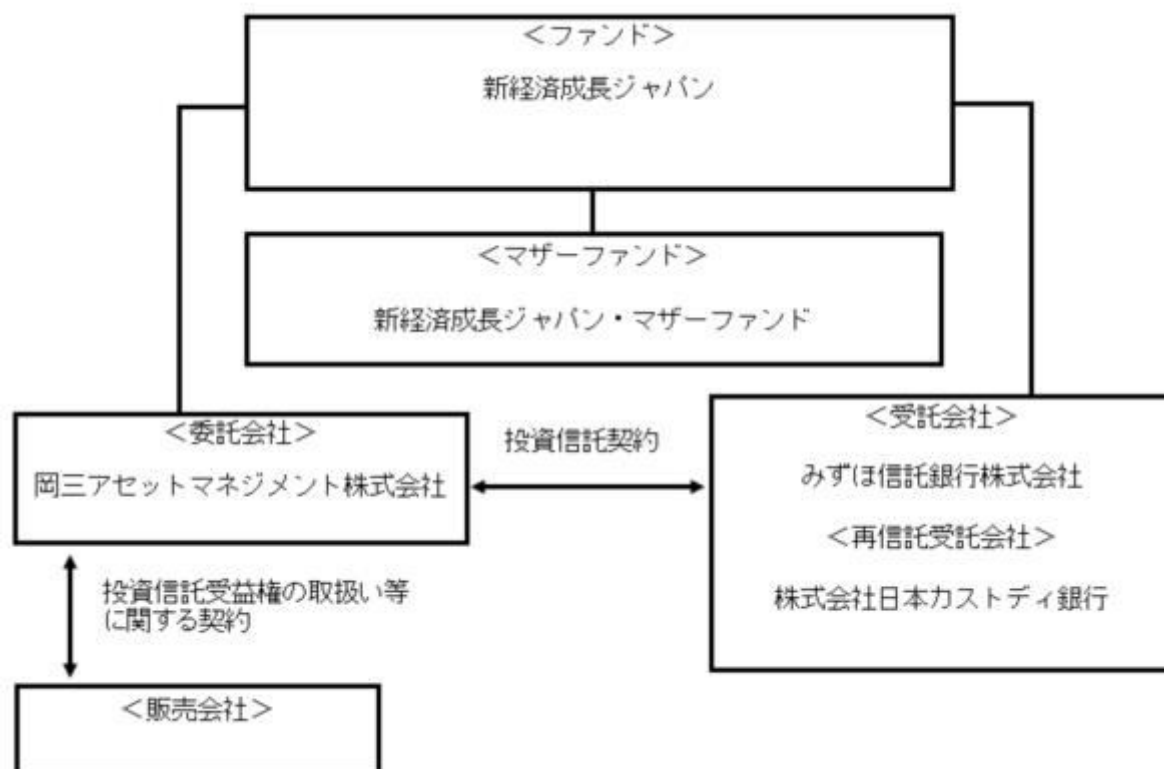 ＜ファンド＞
新経済成長ジャパン
＜マザーファンド＞
新経済成長ジャパン・マザーファンド
＜委託会社＞
岡三アセットマネジメント株式会社
投資信託契約
＜受託会社＞
みずほ信託銀行株式会社
＜再信託受託会社＞
株式会社日本カストディ銀行
投資信託受益権の取扱い等
に関する契約
＜販売会社＞